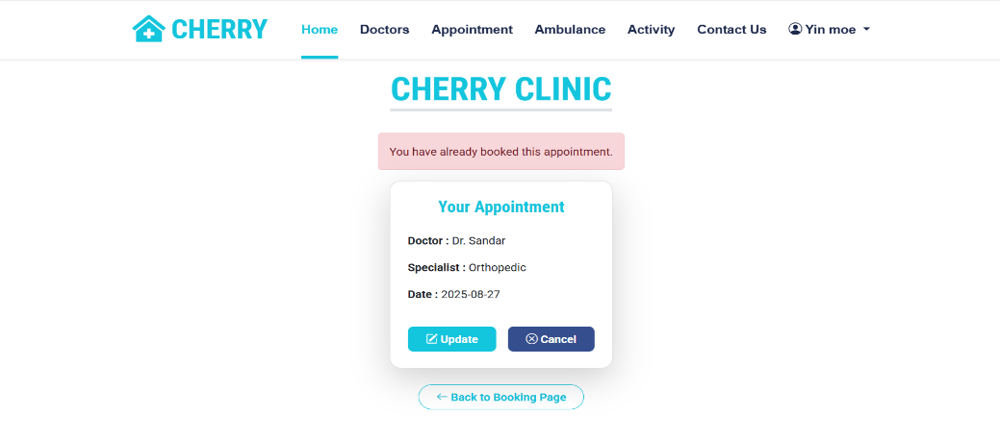 CHERRY Home Doctors Appointment Ambulance Activity Contact Us Yin moe
CHERRY CLINIC
You have already booked this appointment.
Your Appointment
Doctor : Dr. Sandar
Specialist : Orthopedic
Date : 2025-08-27
Update Cancel
Back to Booking Page